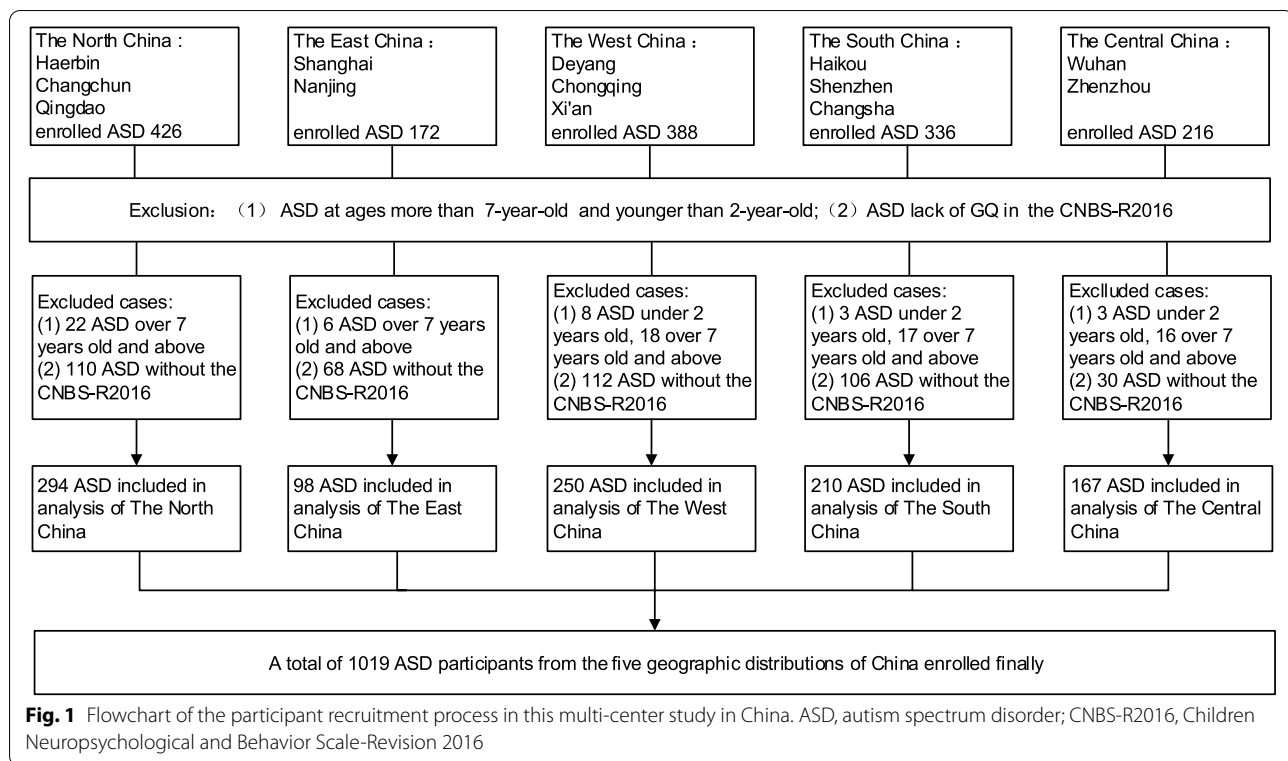 The North China :
Haerbin
Changchun
Qingdao
enrolled ASD 426
The East China :
Shanghai
Nanjing
enrolled ASD 172
The West China :
Deyang
Chongqing
Xi'an
enrolled ASD 388
The South China :
Haikou
Shenzhen
Changsha
enrolled ASD 336
The Central China :
Wuhan
Zhenzhou
enrolled ASD 216
Exclusion: （1） ASD at ages more than 7-year-old and younger than 2-year-old;（2）ASD lack of GQ in the CNBS-R2016
Excluded cases:
(1) 22 ASD over 7
years old and above
(2) 110 ASD without the
CNBS-R2016
Excluded cases:
(1) 6 ASD over 7 years
old and above
(2) 68 ASD without the
CNBS-R2016
Excluded cases:
(1) 8 ASD under 2
years old, 18 over 7
years old and above
(2) 112 ASD without the
CNBS-R2016
Excluded cases:
(1) 3 ASD under 2
years old, 17 over 7
years old and above
(2) 106 ASD without the
CNBS-R2016
Exclluded cases:
(1) 3 ASD under 2
years old, 16 over 7
years old and above
(2) 30 ASD without the
CNBS-R2016
294 ASD included in
analysis of The North
China
98 ASD included in
analysis of The East
China
250 ASD included in
analysis of The West
China
210 ASD included in
analysis of The South
China
167 ASD included in
analysis of The Central
China
A total of 1019 ASD participants from the five geographic distributions of China enrolled finally
Fig. 1 Flowchart of the participant recruitment process in this multi-center study in China. ASD, autism spectrum disorder; CNBS-R2016, Children
Neuropsychological and Behavior Scale-Revision 2016